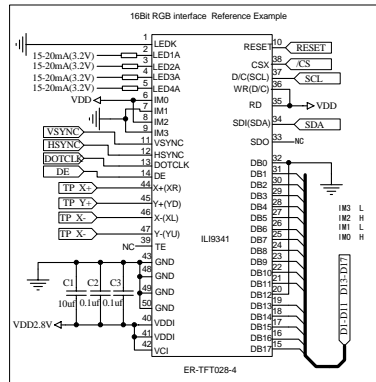 16Bit RGB interface Reference Example
1 LEDK
15-20mA(3.2V) 2 LED1A
15-20mA(3.2V) 3 LED2A
15-20mA(3.2V) 4 LED3A
15-20mA(3.2V) 5 LED4A
VDD 6 IM0
7 IM1
8 IM2
9 IM3
VSYNC 11 VSYNC
HSYNC 12 HSYNC
DOTCLK 13 DOTCLK
DE 14 DE
TP X+ 44 X+(XR)
TP Y+ 45 Y+(YD)
TP X- 46 X-(XL)
TP X- 47 Y-(YU)
NC 39 TE
43 GND
48 GND
49 GND
50 GND
C1 C2 C3
10uf 0.1uf 0.1uf
VDD2.8V 40 VDDI
41 VDDI
42 VCI
ILI9341
RESET 10 RESET
CSX 38 /CS
D/C(SCL) 37 SCL
WR(D/C) 36
RD 35 VDD
SDI(SDA) 34 SDA
SDO 33 NC
DB0 32
DB1 31
DB2 30
DB3 29
DB4 28
DB5 27
DB6 26
DB7 25
DB8 24
DB9 23
DB10 22
DB11 21
DB12 20
DB13 19
DB14 18
DB15 17
DB16 16
DB17 15
IM3 L
IM2 H
IM1 L
IM0 H
D1-D11 D13-D17
ER-TFT028-4